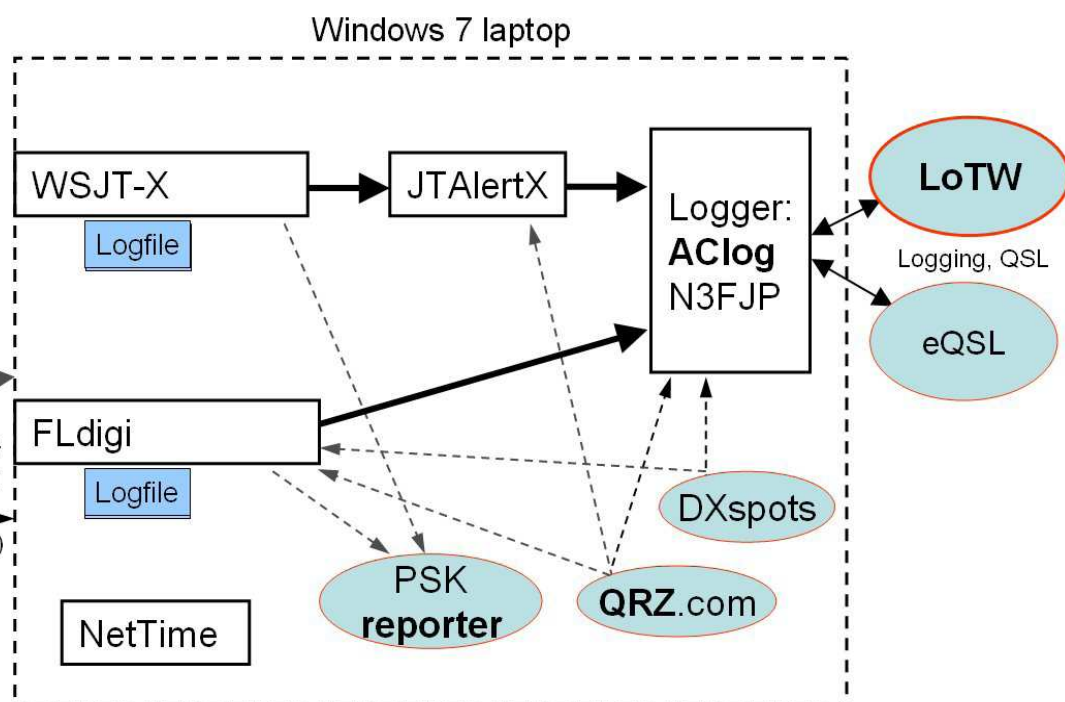 Windows 7 laptop
WSJT-X
Logfile
JTAlertX
Logger:
AClog
N3FJP
LoTW
Logging, QSL
eQSL
FLdigi
Logfile
DXspots
PSK
reporter
QRZ.com
NetTime
)